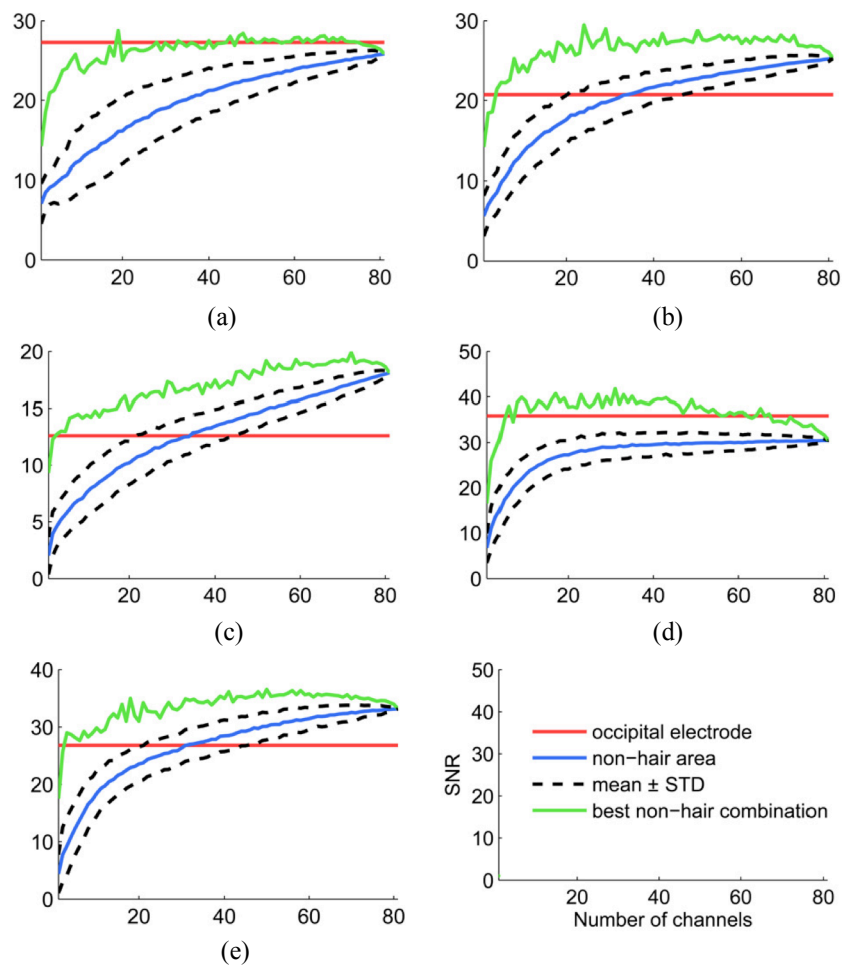 30
20
10
0
20 40 60 80
(a)
30
20
10
0
20 40 60 80
(b)
20
15
10
5
0
20 40 60 80
(c)
50
40
30
20
10
0
20 40 60 80
(d)
40
30
20
10
0
20 40 60 80
(e)
50
40
30
20
10
0
SNR
occipital electrode
non-hair area
mean ± STD
best non-hair combination
20 40 60 80
Number of channels